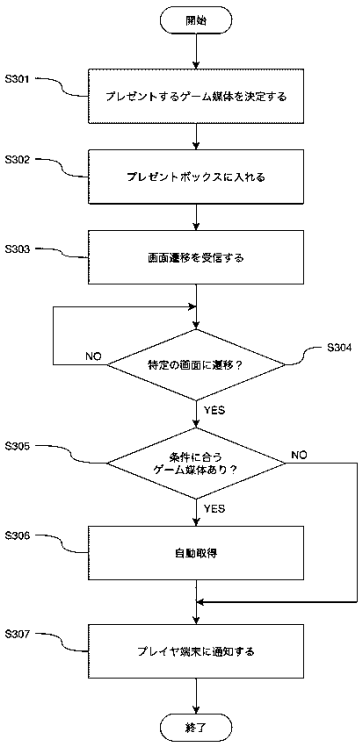 開始
S301
プレゼントするゲーム媒体を決定する
S302
プレゼントボックスに入れる
S303
画面遷移を受信する
S304
特定の画面に遷移？
NO
YES
S305
条件に合う
ゲーム媒体あり？
NO
YES
S306
自動取得
S307
プレイヤ端末に通知する
終了